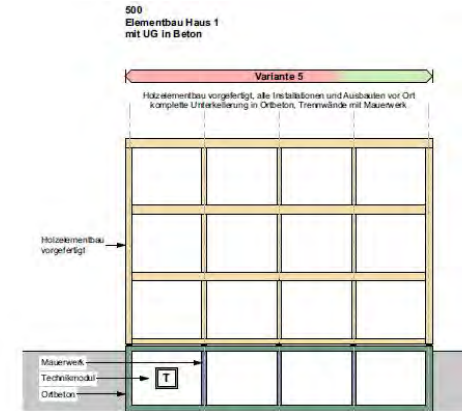 500
Elementbau Haus 1
mit UG in Beton
Variante 5
Holzelementbau vorgefertigt, alle Installationen und Ausbauten vor Ort
komplette Unterkellerung in Ortbeton, Trennwände mit Mauerwerk
Holzelementbau
vorgefertigt
Mauerwerk
Technikmodul
T
Ortbeton